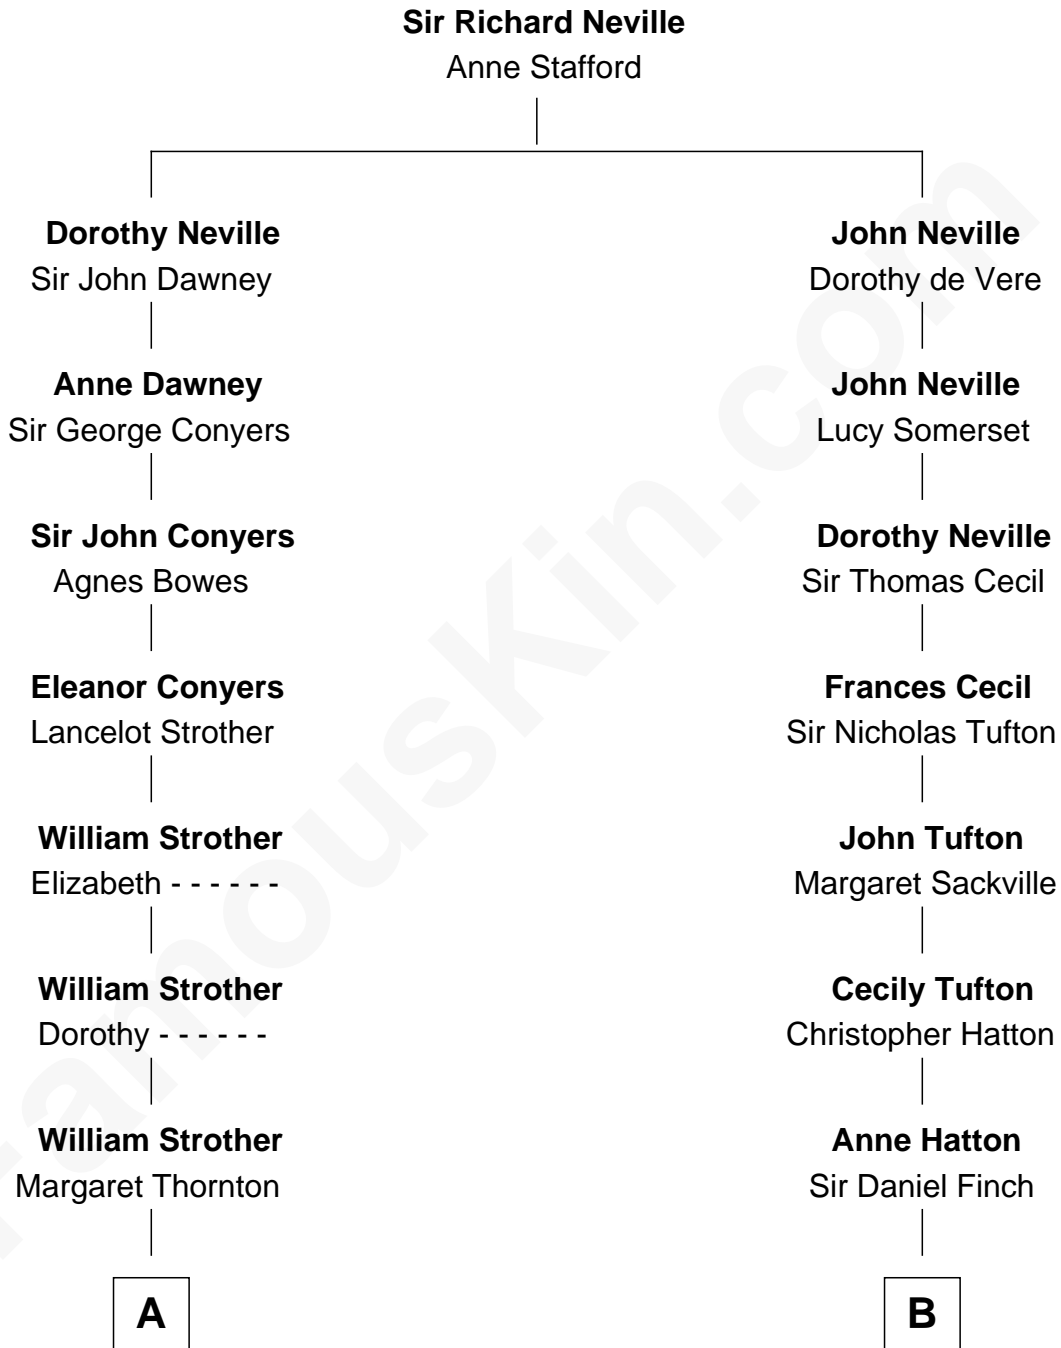 Sir Richard Neville
Anne Stafford
Dorothy Neville
Sir John Dawney
John Neville
Dorothy de Vere
Anne Dawney
Sir George Conyers
John Neville
Lucy Somerset
Sir John Conyers
Agnes Bowes
Dorothy Neville
Sir Thomas Cecil
Eleanor Conyers
Lancelot Strother
Frances Cecil
Sir Nicholas Tufton
William Strother
Elizabeth - - - - - -
John Tufton
Margaret Sackville
William Strother
Dorothy - - - - - -
Cecily Tufton
Christopher Hatton
William Strother
Margaret Thornton
Anne Hatton
Sir Daniel Finch
A
B
FamousKin.com